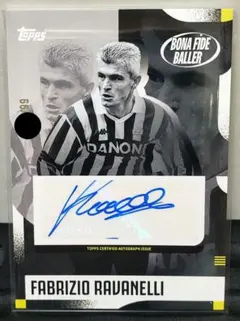 Topps
BONA FIDE
BALLER
DANONE
TOPPS CERTIFIED AUTOGRAPH ISSUE
FABRIZIO RAVANELLI